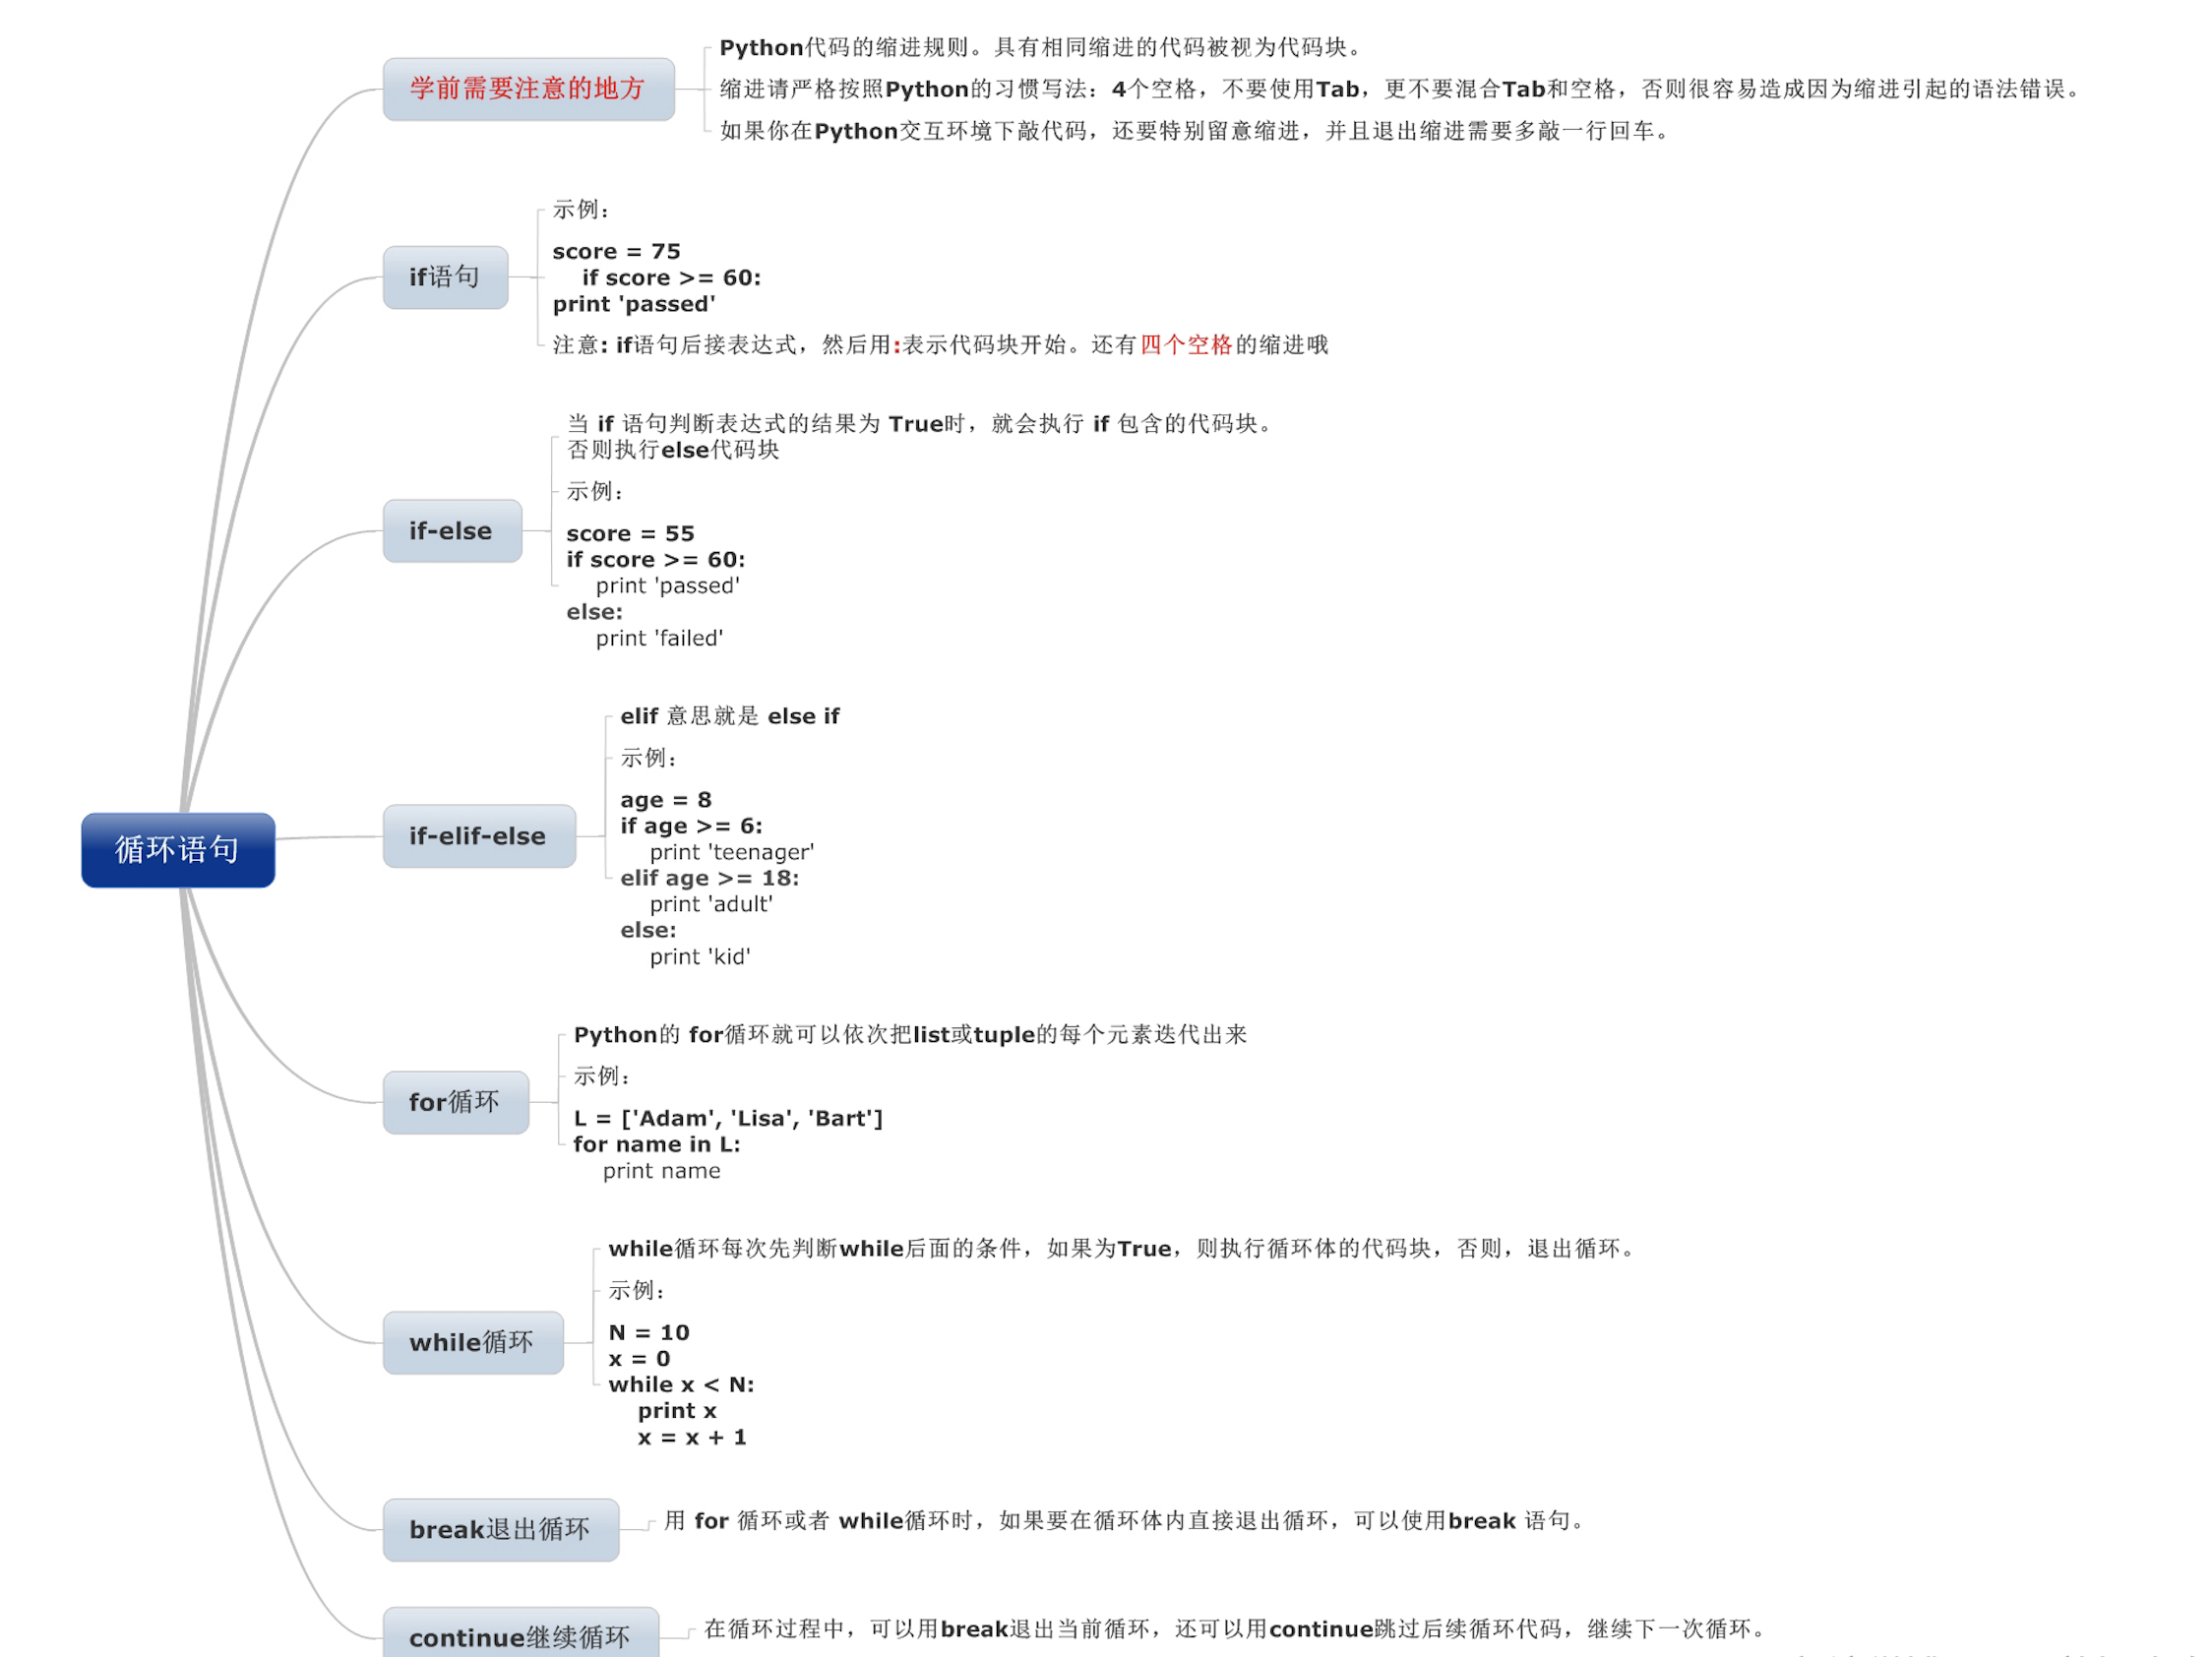 学前需要注意的地方
Python代码的缩进规则。具有相同缩进的代码被视为代码块。
缩进请严格按照Python的习惯写法：4个空格，不要使用Tab，更不要混合Tab和空格，否则很容易造成因为缩进引起的语法错误。
如果你在Python交互环境下敲代码，还要特别留意缩进，并且退出缩进需要多敲一行回车。
if语句
示例：
score = 75
    if score >= 60:
print 'passed'
注意: if语句后接表达式，然后用:表示代码块开始。还有四个空格的缩进哦
if-else
当 if 语句判断表达式的结果为 True时，就会执行 if 包含的代码块。
否则执行else代码块
示例：
score = 55
if score >= 60:
    print 'passed'
else:
    print 'failed'
循环语句
if-elif-else
elif 意思就是 else if
示例：
age = 8
if age >= 6:
    print 'teenager'
elif age >= 18:
    print 'adult'
else:
    print 'kid'
for循环
Python的 for循环就可以依次把list或tuple的每个元素迭代出来
示例：
L = ['Adam', 'Lisa', 'Bart']
for name in L:
    print name
while循环
while循环每次先判断while后面的条件，如果为True，则执行循环体的代码块，否则，退出循环。
示例：
N = 10
x = 0
while x < N:
    print x
    x = x + 1
break退出循环
用 for 循环或者 while循环时，如果要在循环体内直接退出循环，可以使用break 语句。
continue继续循环
在循环过程中，可以用break退出当前循环，还可以用continue跳过后续循环代码，继续下一次循环。